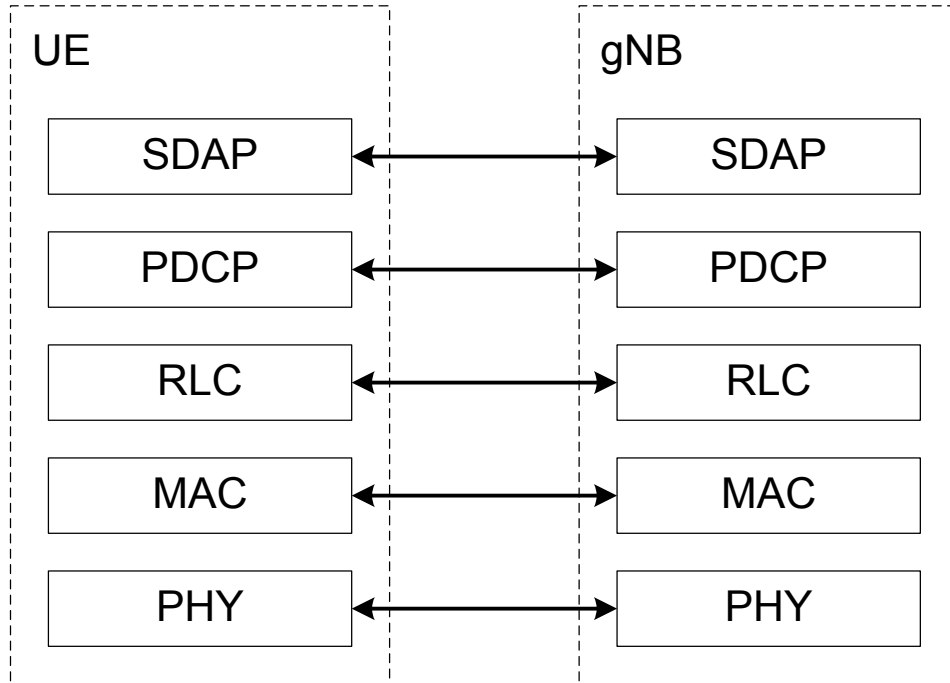 UE
gNB
SDAP
SDAP
PDCP
PDCP
RLC
RLC
MAC
MAC
PHY
PHY